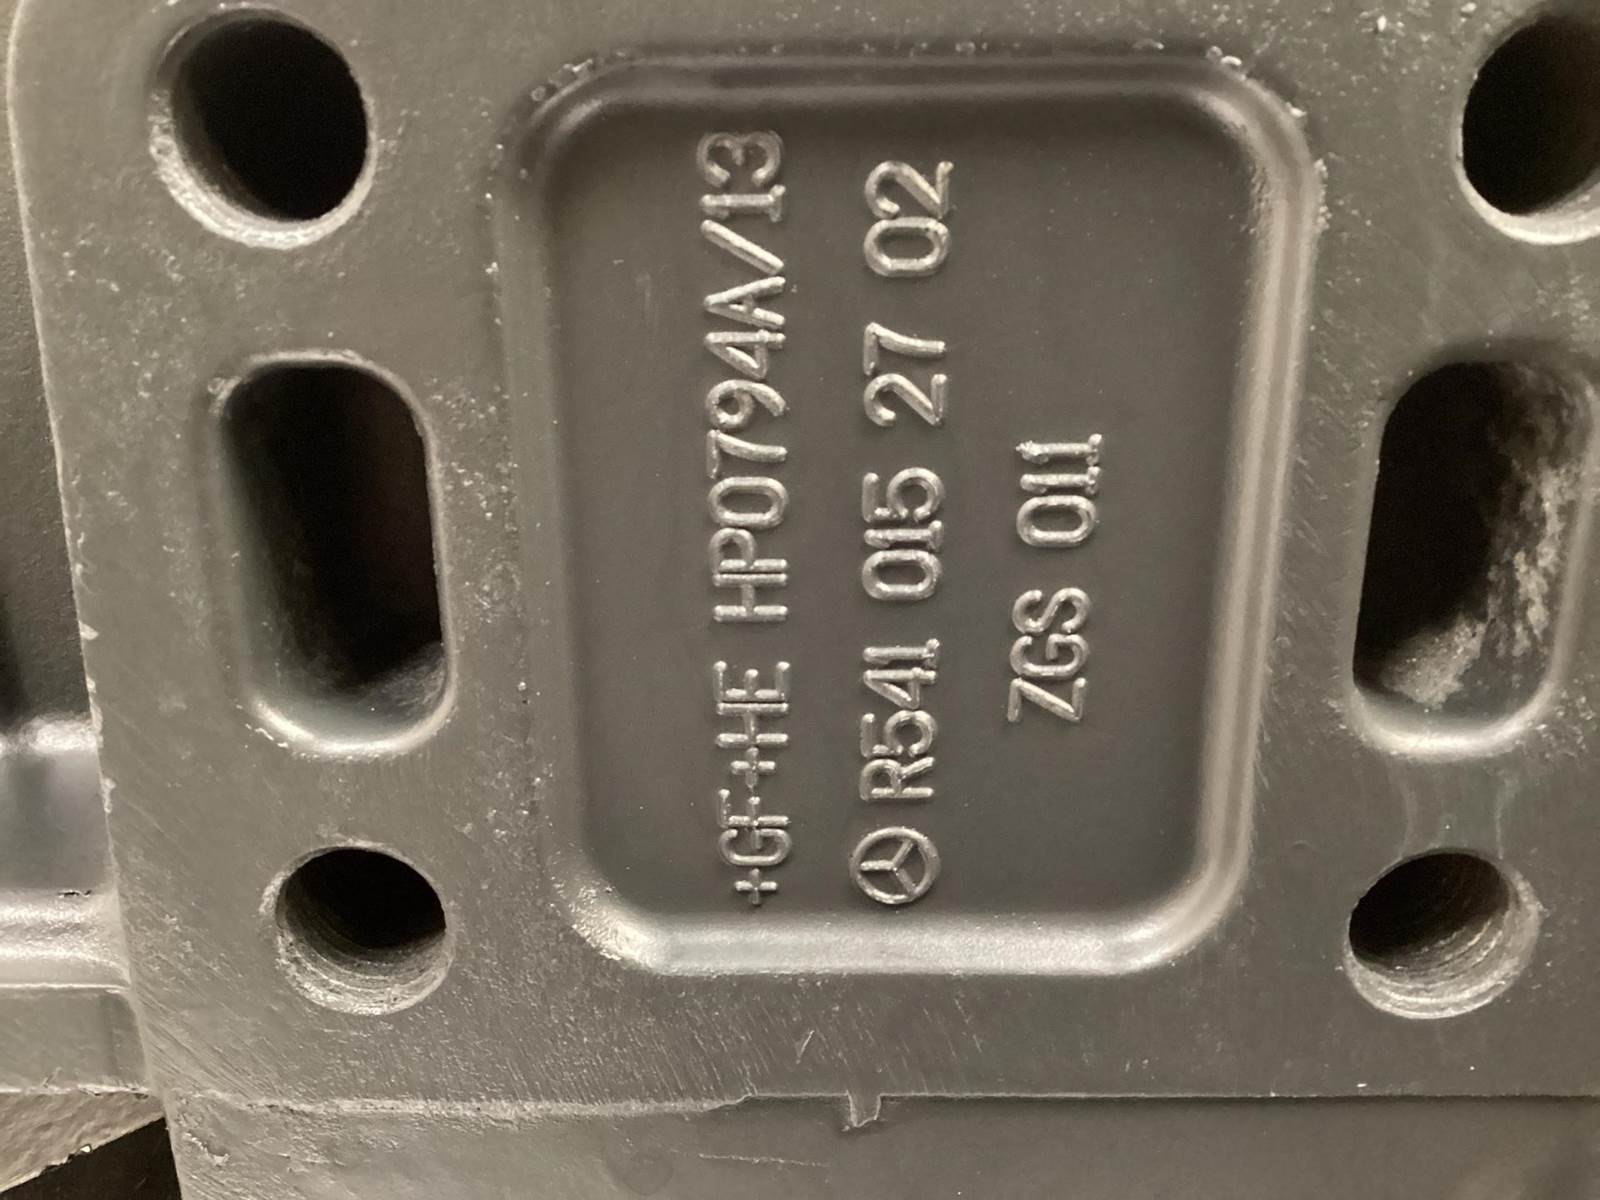 +GF++HE HP0794A/13
R541 015 27 02
ZGS 011